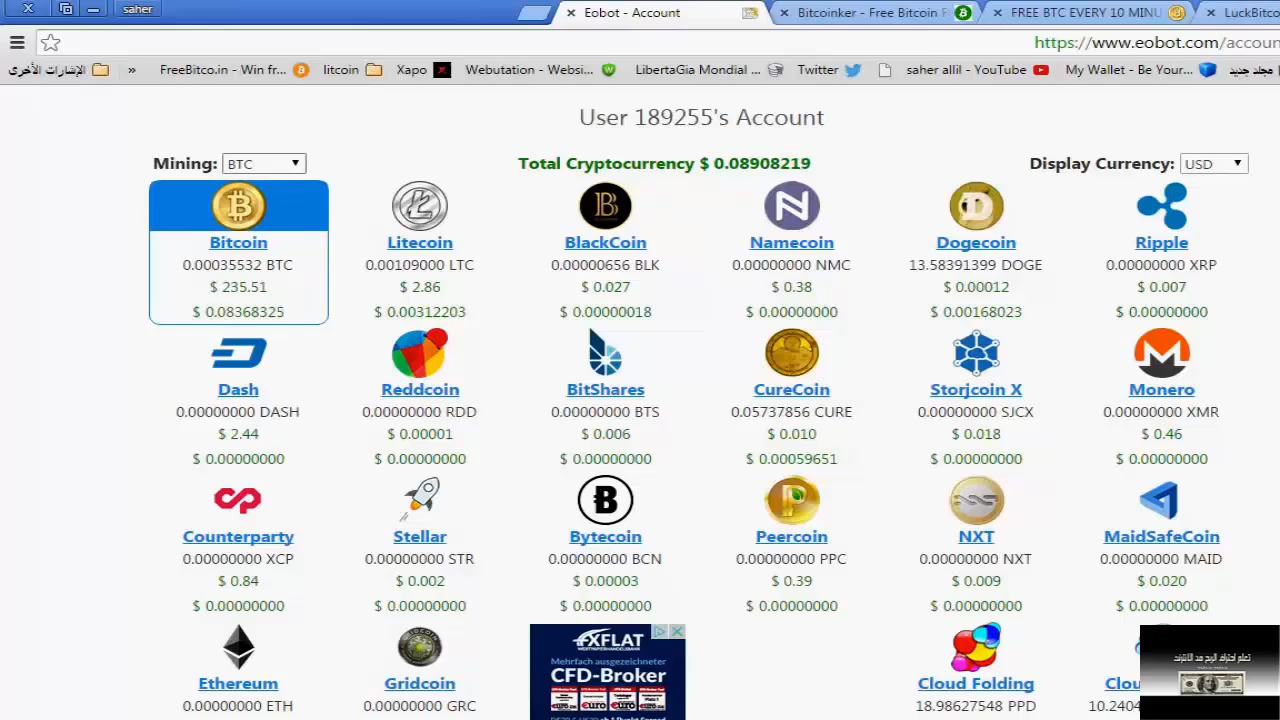 saher
Eobot - Account
Bitcoinker - Free Bitcoin F
FREE BTC EVERY 10 MINU
LuckBitco
https://www.eobot.com/accoun
الإشارات الأخرى
»
FreeBitco.in - Win fr...
litcoin
Xapo
Webutation - Websi...
LibertaGia Mondial ...
Twitter
saher allil - YouTube
My Wallet - Be Your...
مجلد جديد
User 189255's Account
Mining: BTC
Total Cryptocurrency $ 0.08908219
Display Currency: USD
Bitcoin Litecoin BlackCoin Namecoin Dogecoin Ripple
0.00035532 BTC 0.00109000 LTC 0.00000656 BLK 0.00000000 NMC 13.58391399 DOGE 0.00000000 XRP
$ 235.51 $ 2.86 $ 0.027 $ 0.38 $ 0.00012 $ 0.007
$ 0.08368325 $ 0.00312203 $ 0.00000018 $ 0.00000000 $ 0.00168023 $ 0.00000000
Dash Reddcoin BitShares CureCoin Storjcoin X Monero
0.00000000 DASH 0.00000000 RDD 0.00000000 BTS 0.05737856 CURE 0.00000000 SJCX 0.00000000 XMR
$ 2.44 $ 0.00001 $ 0.006 $ 0.010 $ 0.018 $ 0.46
$ 0.00000000 $ 0.00000000 $ 0.00000000 $ 0.00059651 $ 0.00000000 $ 0.00000000
Counterparty Stellar Bytecoin Peercoin NXT MaidSafeCoin
0.00000000 XCP 0.00000000 STR 0.00000000 BCN 0.00000000 PPC 0.00000000 NXT 0.00000000 MAID
$ 0.84 $ 0.002 $ 0.00003 $ 0.39 $ 0.009 $ 0.020
$ 0.00000000 $ 0.00000000 $ 0.00000000 $ 0.00000000 $ 0.00000000 $ 0.00000000
FXFLAT
Mehrfach ausgezeichneter
CFD-Broker
Ethereum Gridcoin Cloud Folding Clou
0.00000000 ETH 0.00000000 GRC 18.98627548 PPD 10.2404
تعلم احتراف الربح من الانترنت